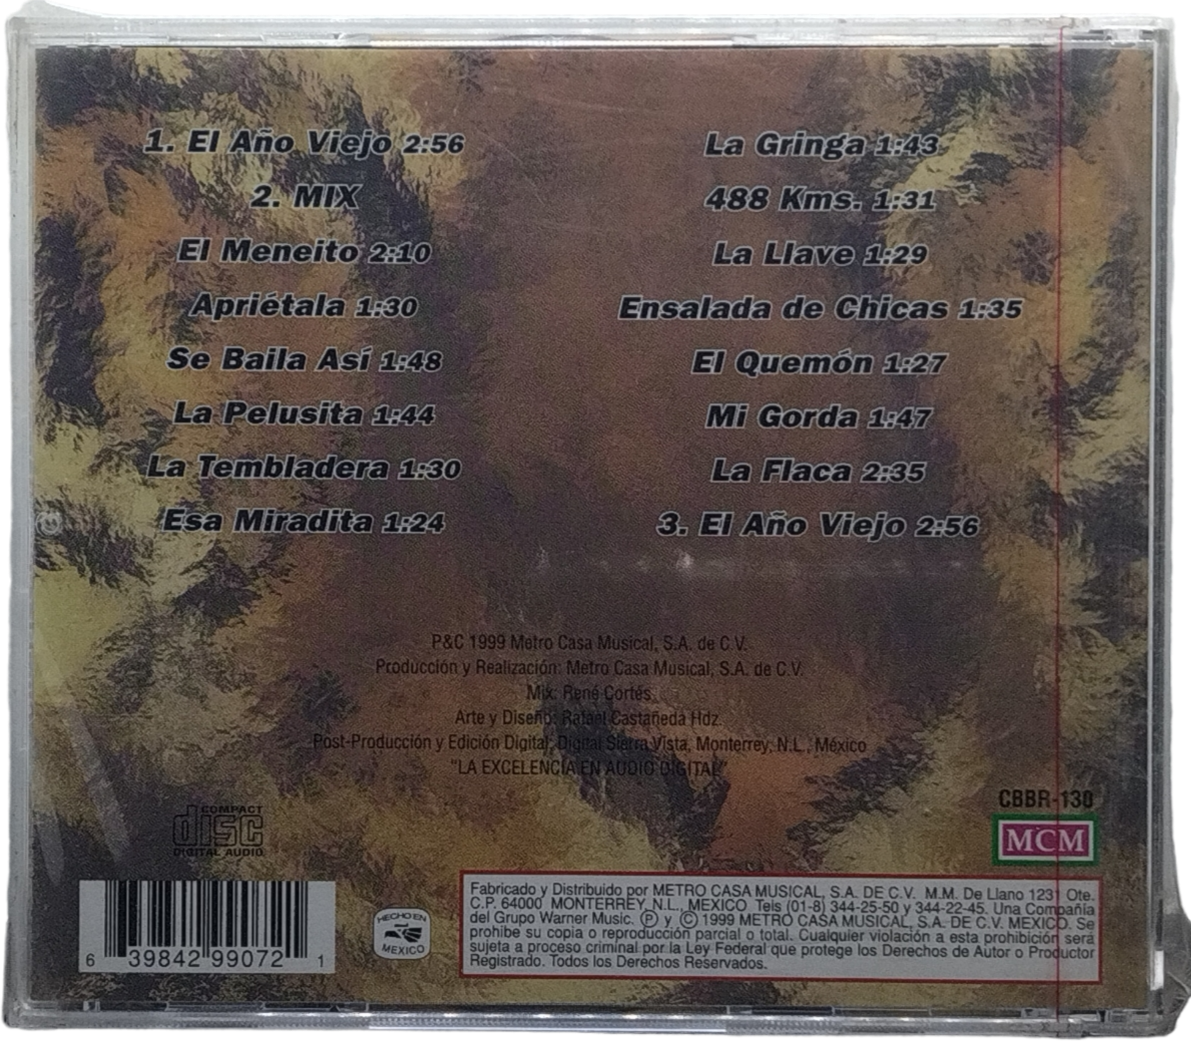 1. El Año Viejo 2:56
2. MIX
El Meneito 2:10
Apriétala 1:30
Se Baila Así 1:48
La Pelusita 1:44
La Tembladera 1:30
Esa Miradita 1:24
La Gringa 1:43
488 Kms. 1:31
La Llave 1:29
Ensalada de Chicas 1:35
El Quemón 1:27
Mi Gorda 1:47
La Flaca 2:35
3. El Año Viejo 2:56
P&C 1999 Metro Casa Musical, S.A. de C.V.
Producción y Realización: Metro Casa Musical, S.A. de C.V.
Mix: René Cortés
Arte y Diseño: Rafael Castañeda Hdz.
Post-Producción y Edición Digital: Digital Sierra Vista, Monterrey, N.L., México
"LA EXCELENCIA EN AUDIO DIGITAL"
COMPACT
disc
DIGITAL AUDIO
CBBR-130
MCM
6 39842 99072 1
HECHO EN
MEXICO
Fabricado y Distribuido por METRO CASA MUSICAL, S.A. DE C.V. M.M. De Llano 1231 Ote.
C.P. 64000 MONTERREY, N.L., MEXICO Tels (01-8) 344-25-50 y 344-22-45. Una Compañía
del Grupo Warner Music. Ⓟ y © 1999 METRO CASA MUSICAL, S.A. DE C.V. MEXICO. Se
prohibe su copia o reproducción parcial o total. Cualquier violación a esta prohibición será
sujeta a proceso criminal por la Ley Federal que protege los Derechos de Autor o Productor
Registrado. Todos los Derechos Reservados.